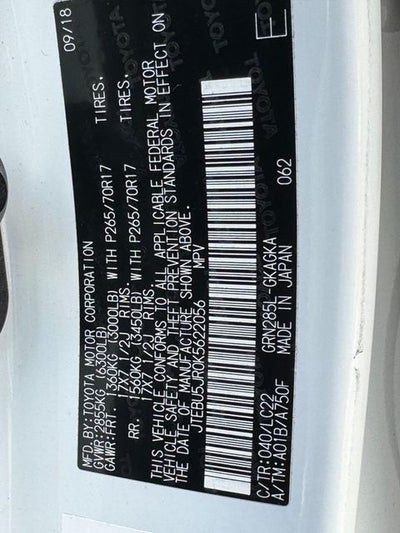 MFD.BY:TOYOTA MOTOR CORPORATION 09/18
GVWR:2855KG (6300LB)
GAWR:FRT. 1360KG (3000LB) WITH P265/70R17 TIRES.
17X7 1/2J RIMS.
RR. 1560KG (3450LB) WITH P265/70R17 TIRES.
17X7 1/2J RIMS.
THIS VEHICLE CONFORMS TO ALL APPLICABLE FEDERAL MOTOR
VEHICLE SAFETY AND THEFT PREVENTION STANDARDS IN EFFECT ON
THE DATE OF MANUFACTURE SHOWN ABOVE.
JTEBU5JR0K5622056 MPV
C/TR:040/LC22 GRN285L-GKAGKA
A/TM:A01B/A750F MADE IN JAPAN 062